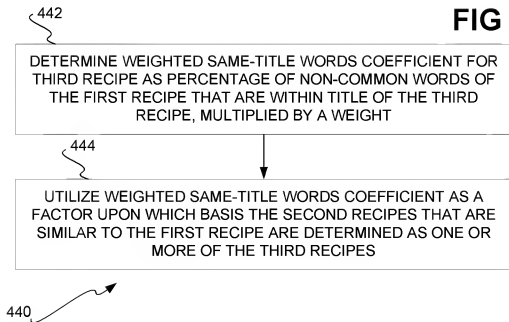 442
FIG
DETERMINE WEIGHTED SAME-TITLE WORDS COEFFICIENT FOR
THIRD RECIPE AS PERCENTAGE OF NON-COMMON WORDS OF
THE FIRST RECIPE THAT ARE WITHIN TITLE OF THE THIRD
RECIPE, MULTIPLIED BY A WEIGHT
444
UTILIZE WEIGHTED SAME-TITLE WORDS COEFFICIENT AS A
FACTOR UPON WHICH BASIS THE SECOND RECIPES THAT ARE
SIMILAR TO THE FIRST RECIPE ARE DETERMINED AS ONE OR
MORE OF THE THIRD RECIPES
440